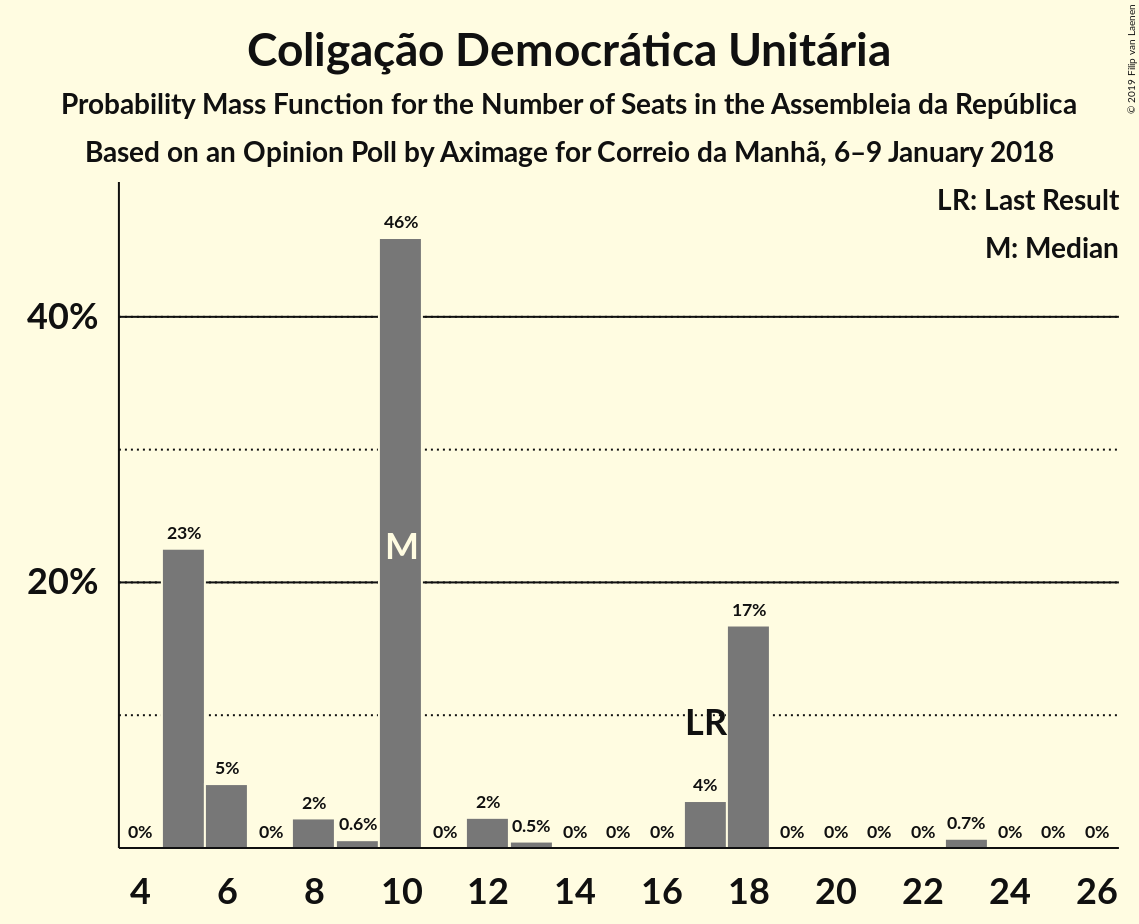 © 2019 Filip van Laenen
Coligação Democrática Unitária
Probability Mass Function for the Number of Seats in the Assembleia da República
Based on an Opinion Poll by Aximage for Correio da Manhã, 6–9 January 2018
LR: Last Result
M: Median
40%
20%
0% 23% 5% 0% 2% 0.6% 46% 0% 2% 0.5% 0% 0% 0% 4% 17% 0% 0% 0% 0% 0.7% 0% 0% 0%
M
LR
4 6 8 10 12 14 16 18 20 22 24 26